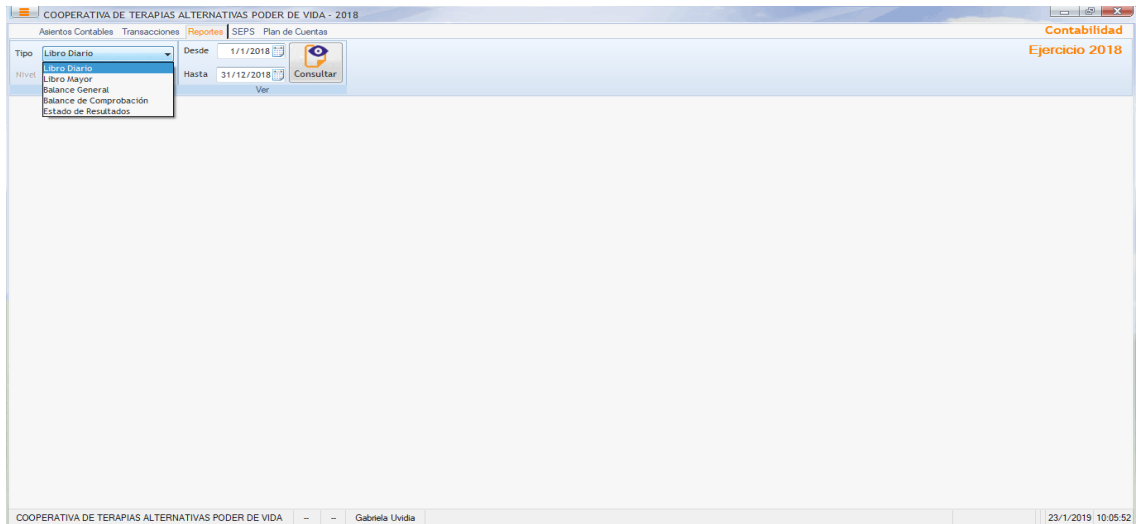 COOPERATIVA DE TERAPIAS ALTERNATIVAS PODER DE VIDA - 2018
Asientos Contables Transacciones Reportes SEPS Plan de Cuentas
Contabilidad
Tipo Libro Diario Desde 1/1/2018
Ejercicio 2018
Nivel Libro Diario Hasta 31/12/2018 Consultar
Libro Mayor
Balance General Ver
Balance de Comprobación
Estado de Resultados
COOPERATIVA DE TERAPIAS ALTERNATIVAS PODER DE VIDA -- -- Gabriela Uvidia 23/1/2019 10:05:52